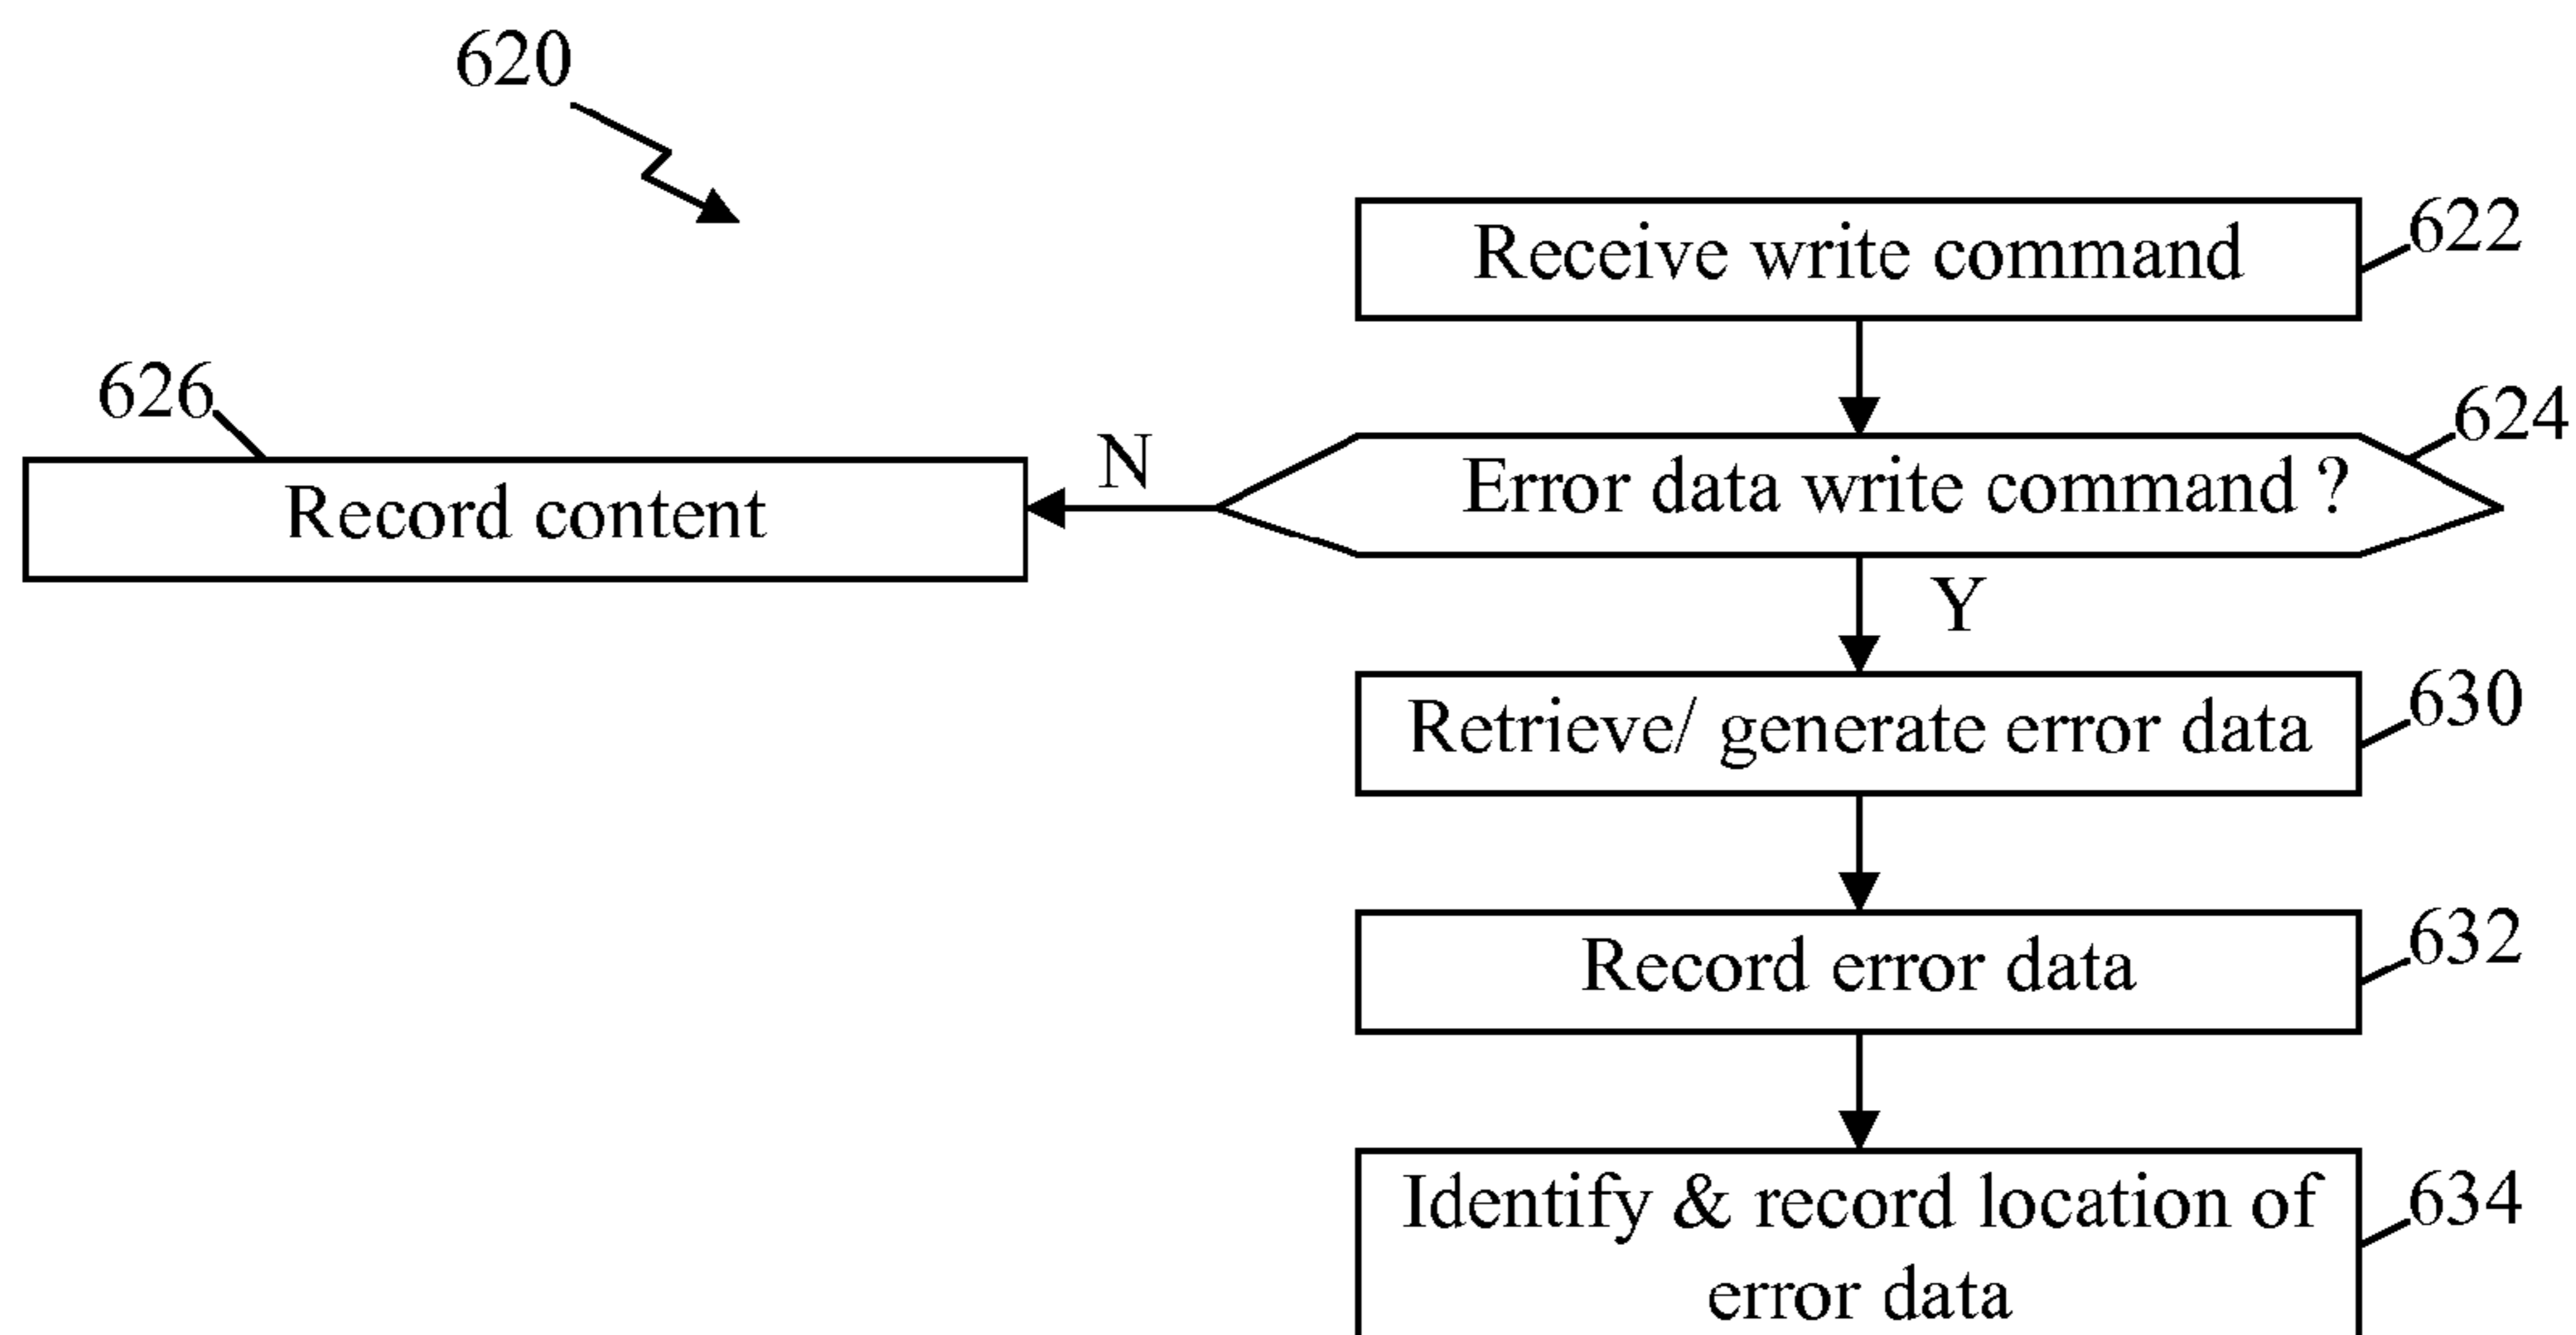 620
Receive write command
622
626
624
Record content
N
Error data write command ?
Y
Retrieve/ generate error data
630
Record error data
632
Identify & record location of
error data
634